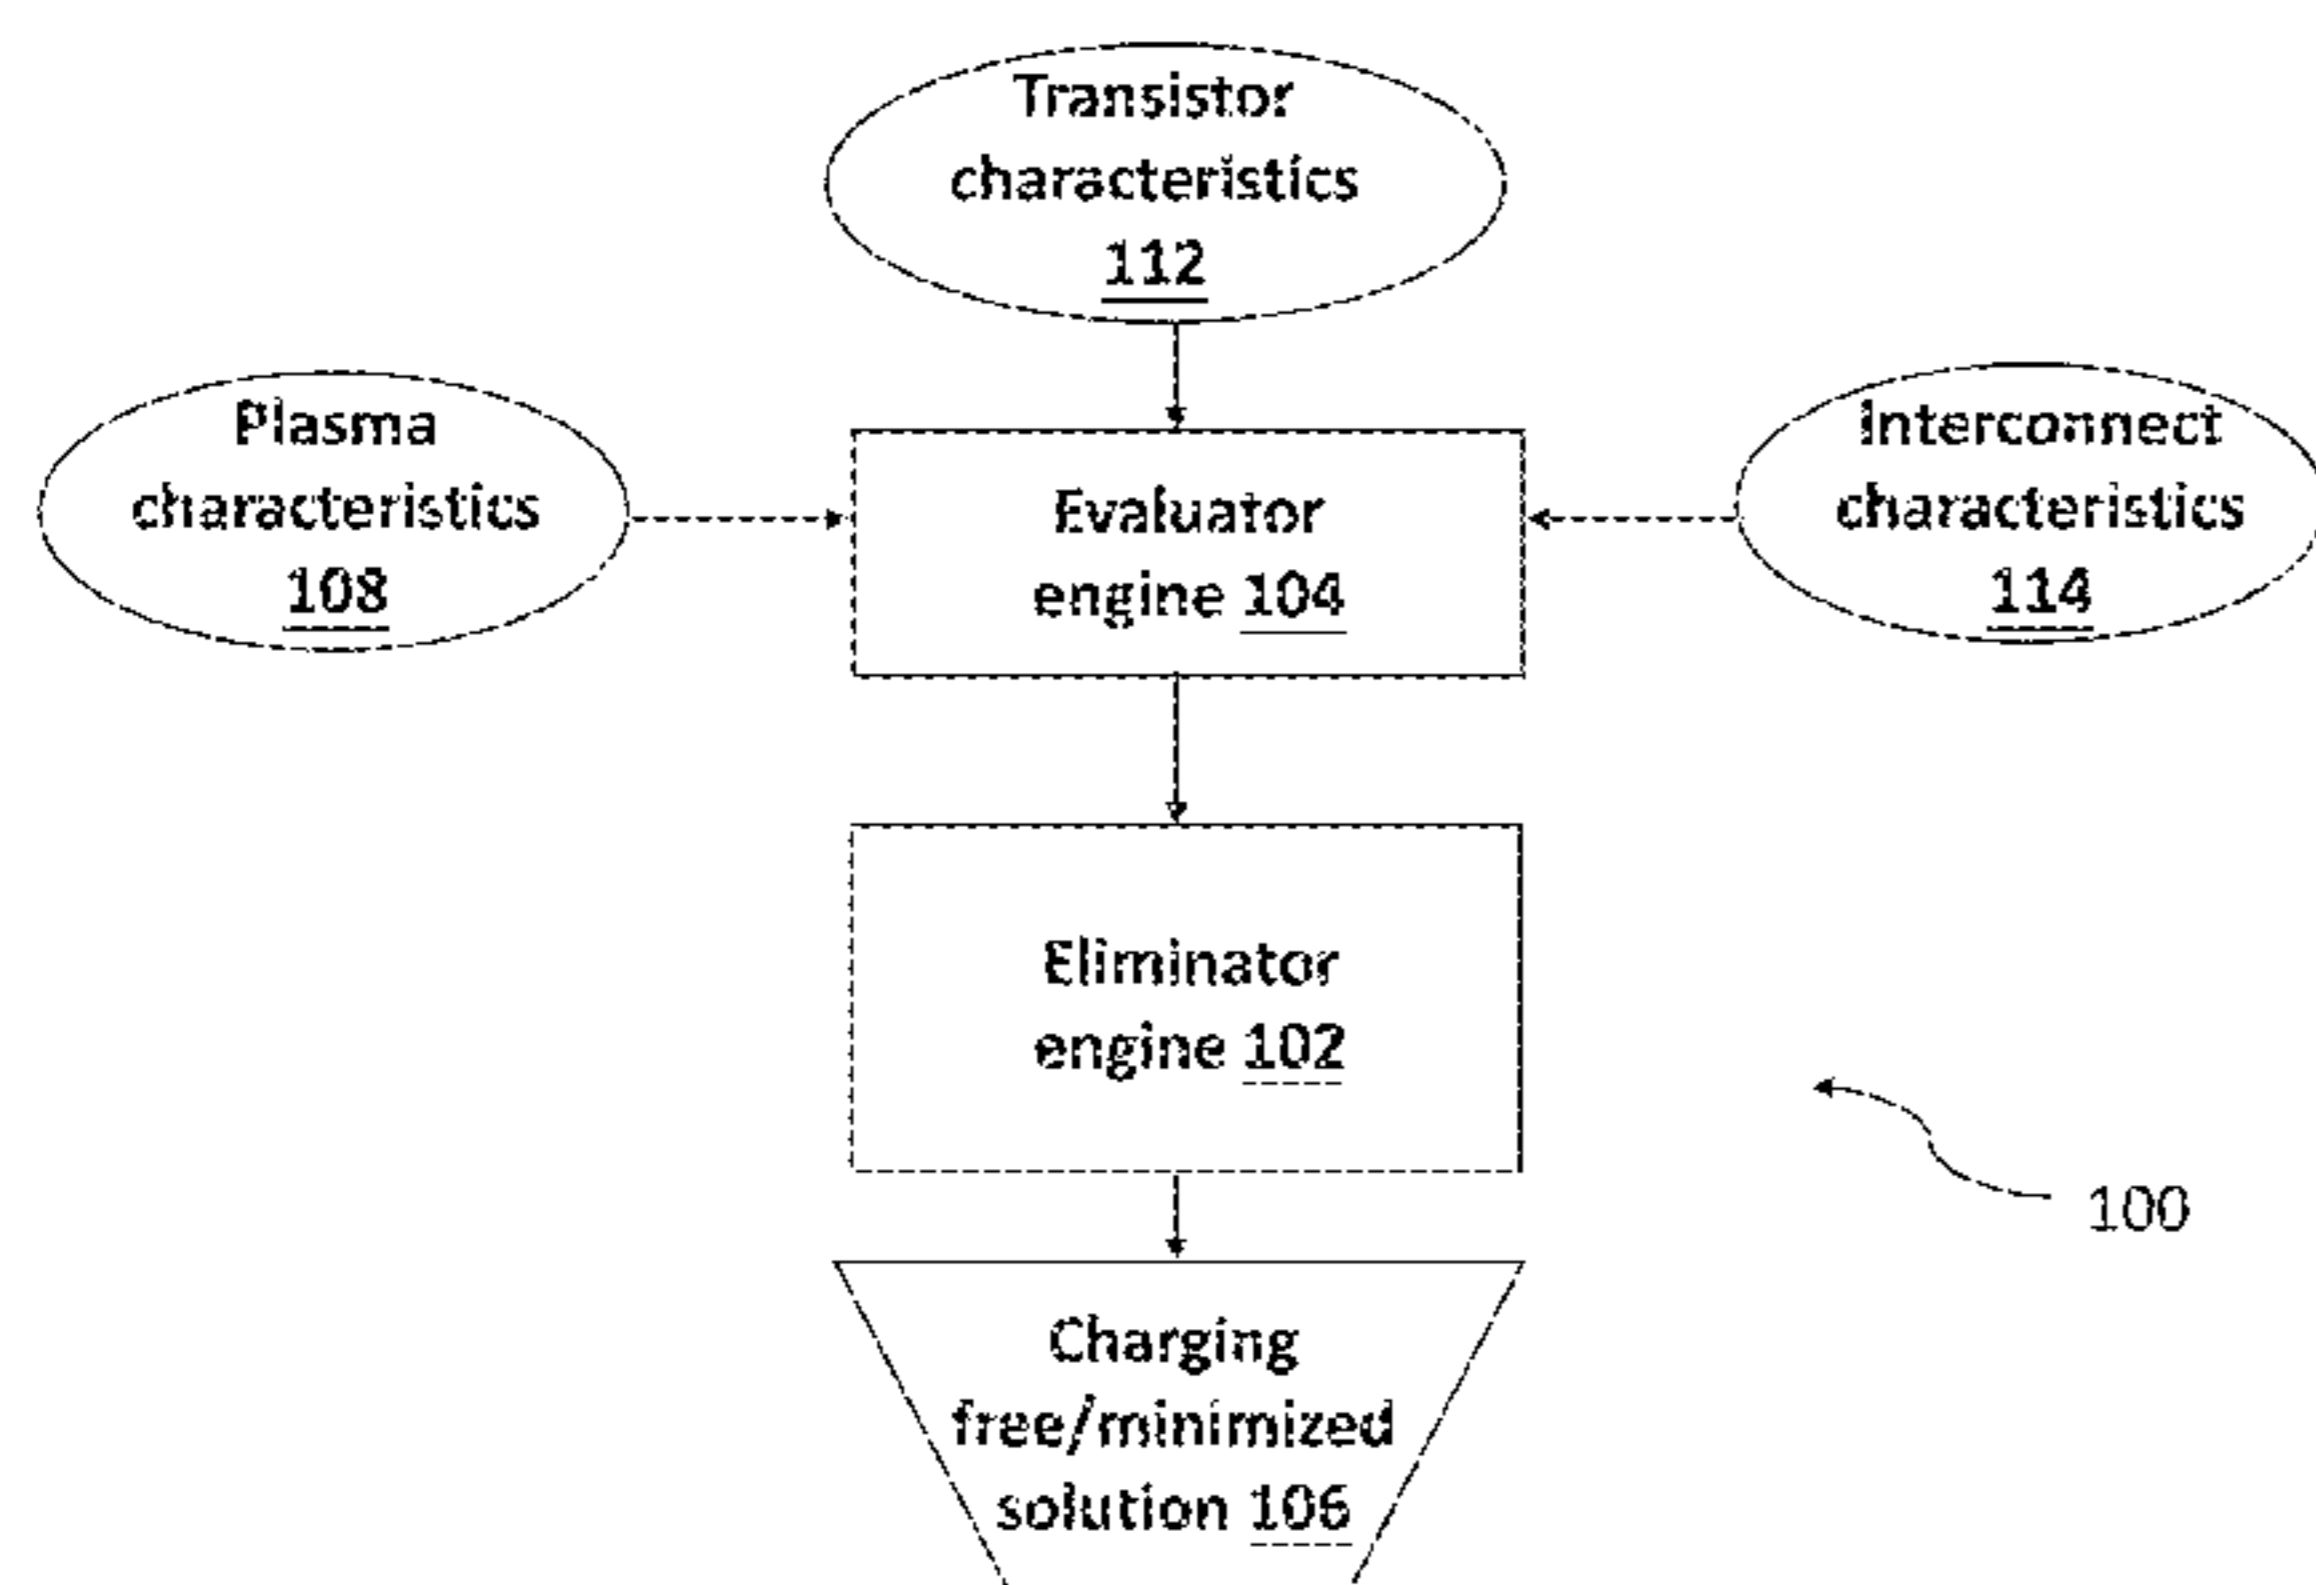 Transistor
characteristics
112
Plasma
characteristics
108
Evaluator
engine 104
Interconnect
characteristics
114
Eliminator
engine 102
100
Charging
free/minimized
solution 106